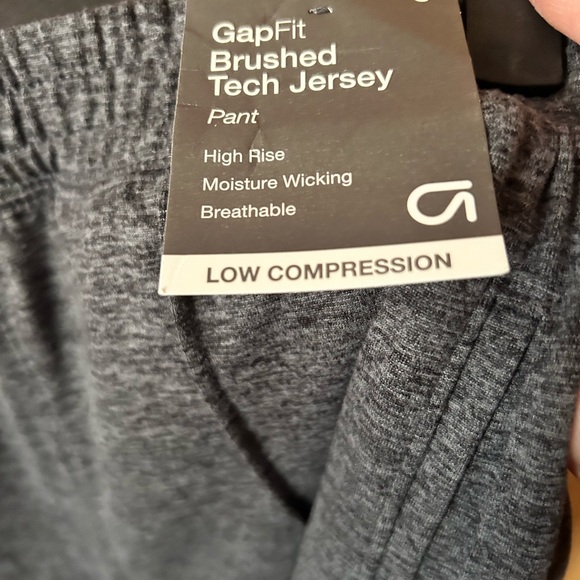 GapFit
Brushed
Tech Jersey
Pant
High Rise
Moisture Wicking
Breathable
LOW COMPRESSION